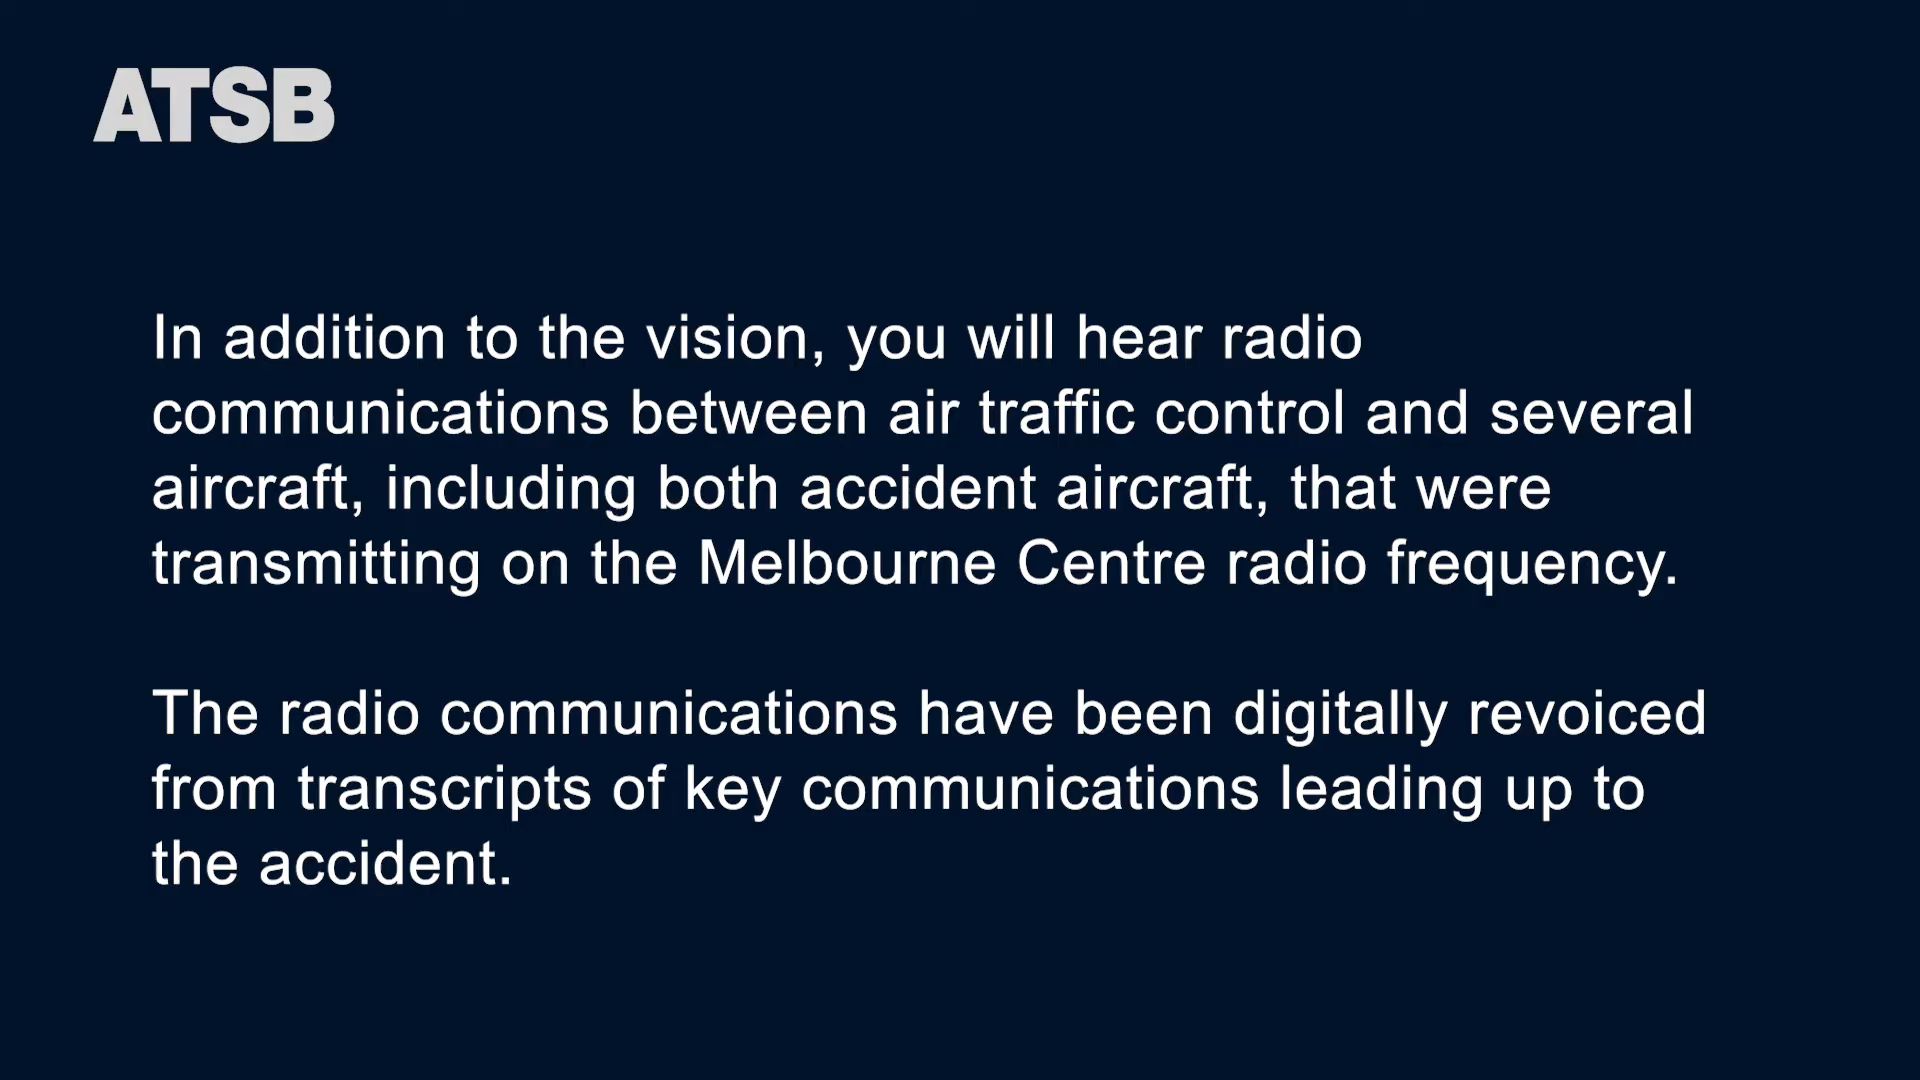 ATSB
In addition to the vision, you will hear radio
communications between air traffic control and several
aircraft, including both accident aircraft, that were
transmitting on the Melbourne Centre radio frequency.
The radio communications have been digitally revoiced
from transcripts of key communications leading up to
the accident.